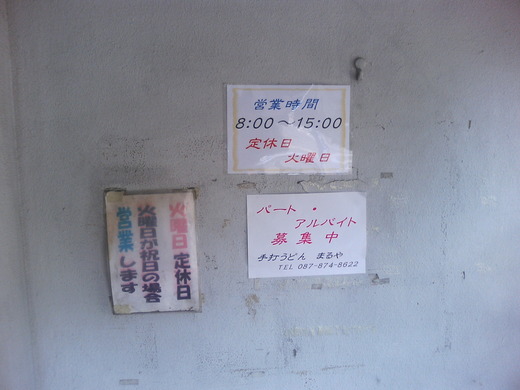 営業時間
8:00〜15:00
定休日
火曜日
パート・
アルバイト
募集中
手打うどん まるや
TEL 087-874-8622
火曜日定休日
火曜日が祝日の場合
営業します